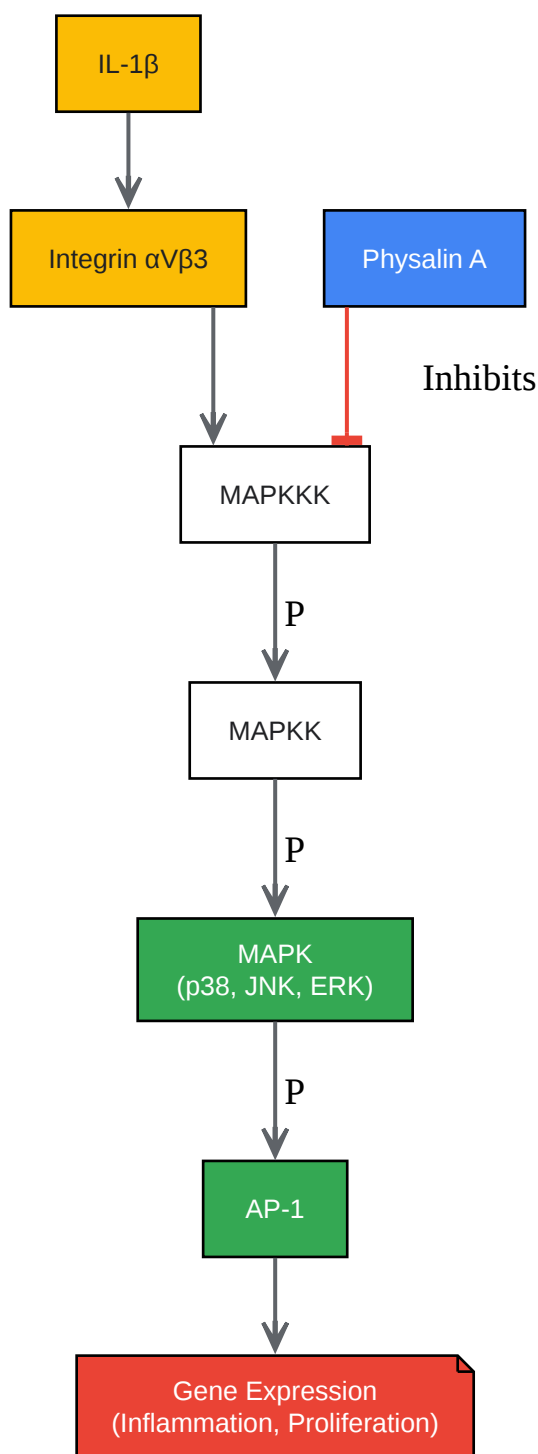 IL-1β
Integrin αVβ3
Physalin A
Inhibits
MAPKKK
P
MAPKK
P
MAPK
(p38, JNK, ERK)
P
AP-1
Gene Expression
(Inflammation, Proliferation)